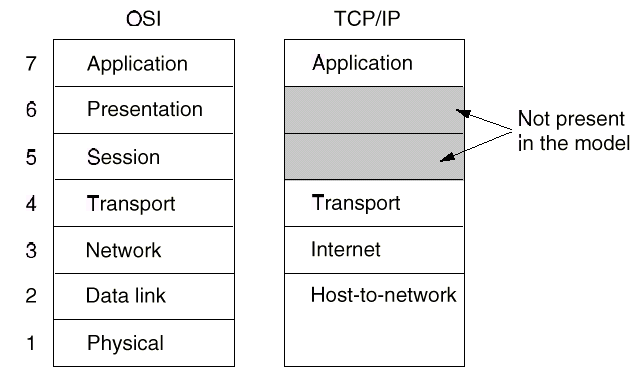 OSI
TCP/IP
7
Application
Application
6
Presentation
5
Session
Not present
in the model
4
Transport
Transport
3
Network
Internet
2
Data link
Host-to-network
1
Physical